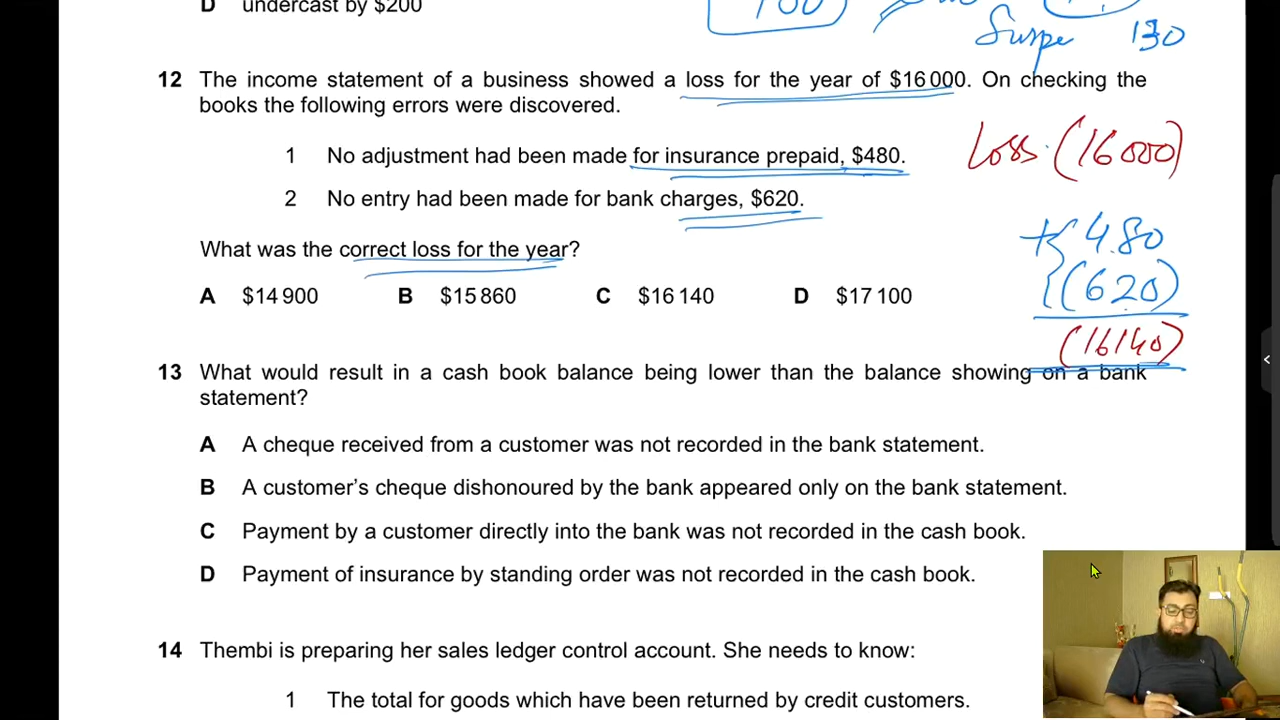 D undercast by $200
Suspe 130
12 The income statement of a business showed a loss for the year of $16 000. On checking the
books the following errors were discovered.
Loss (16000)
1 No adjustment had been made for insurance prepaid, $480.
2 No entry had been made for bank charges, $620.
+ 480
(620)
(16140)
What was the correct loss for the year?
A $14 900 B $15 860 C $16 140 D $17 100
13 What would result in a cash book balance being lower than the balance showing on a bank
statement?
A A cheque received from a customer was not recorded in the bank statement.
B A customer's cheque dishonoured by the bank appeared only on the bank statement.
C Payment by a customer directly into the bank was not recorded in the cash book.
D Payment of insurance by standing order was not recorded in the cash book.
14 Thembi is preparing her sales ledger control account. She needs to know:
1 The total for goods which have been returned by credit customers.